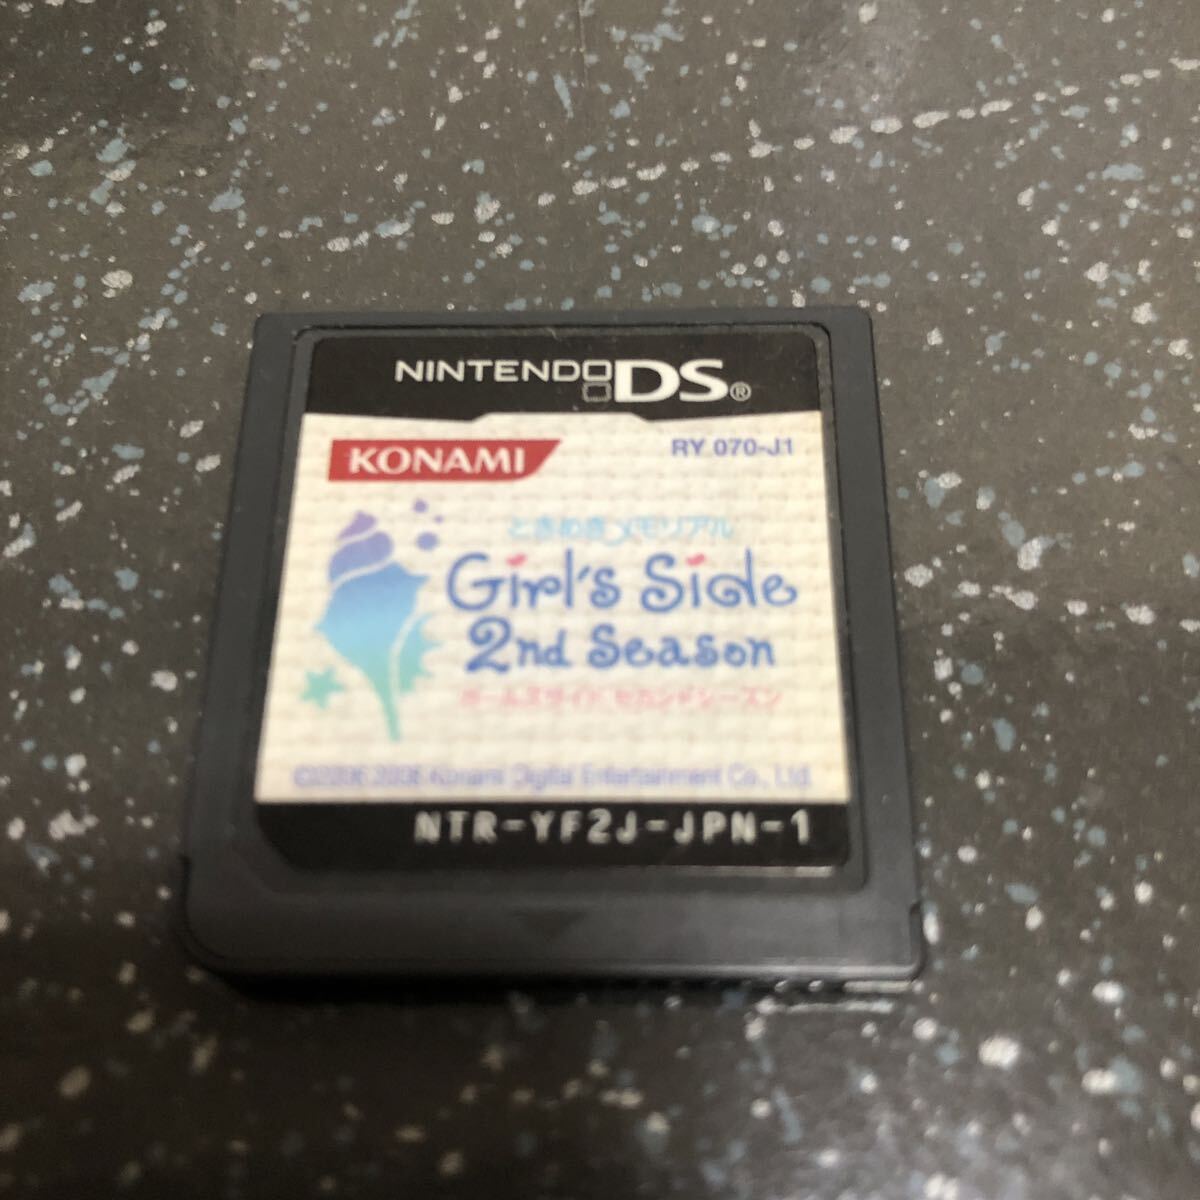 NINTENDO DS®
KONAMI
RY 070-J1
ときめきメモリアル
Girl's Side
2nd Season
ガールズサイド セカンドシーズン
©2006 2008 Konami Digital Entertainment Co., Ltd.
NTR-YF2J-JPN-1